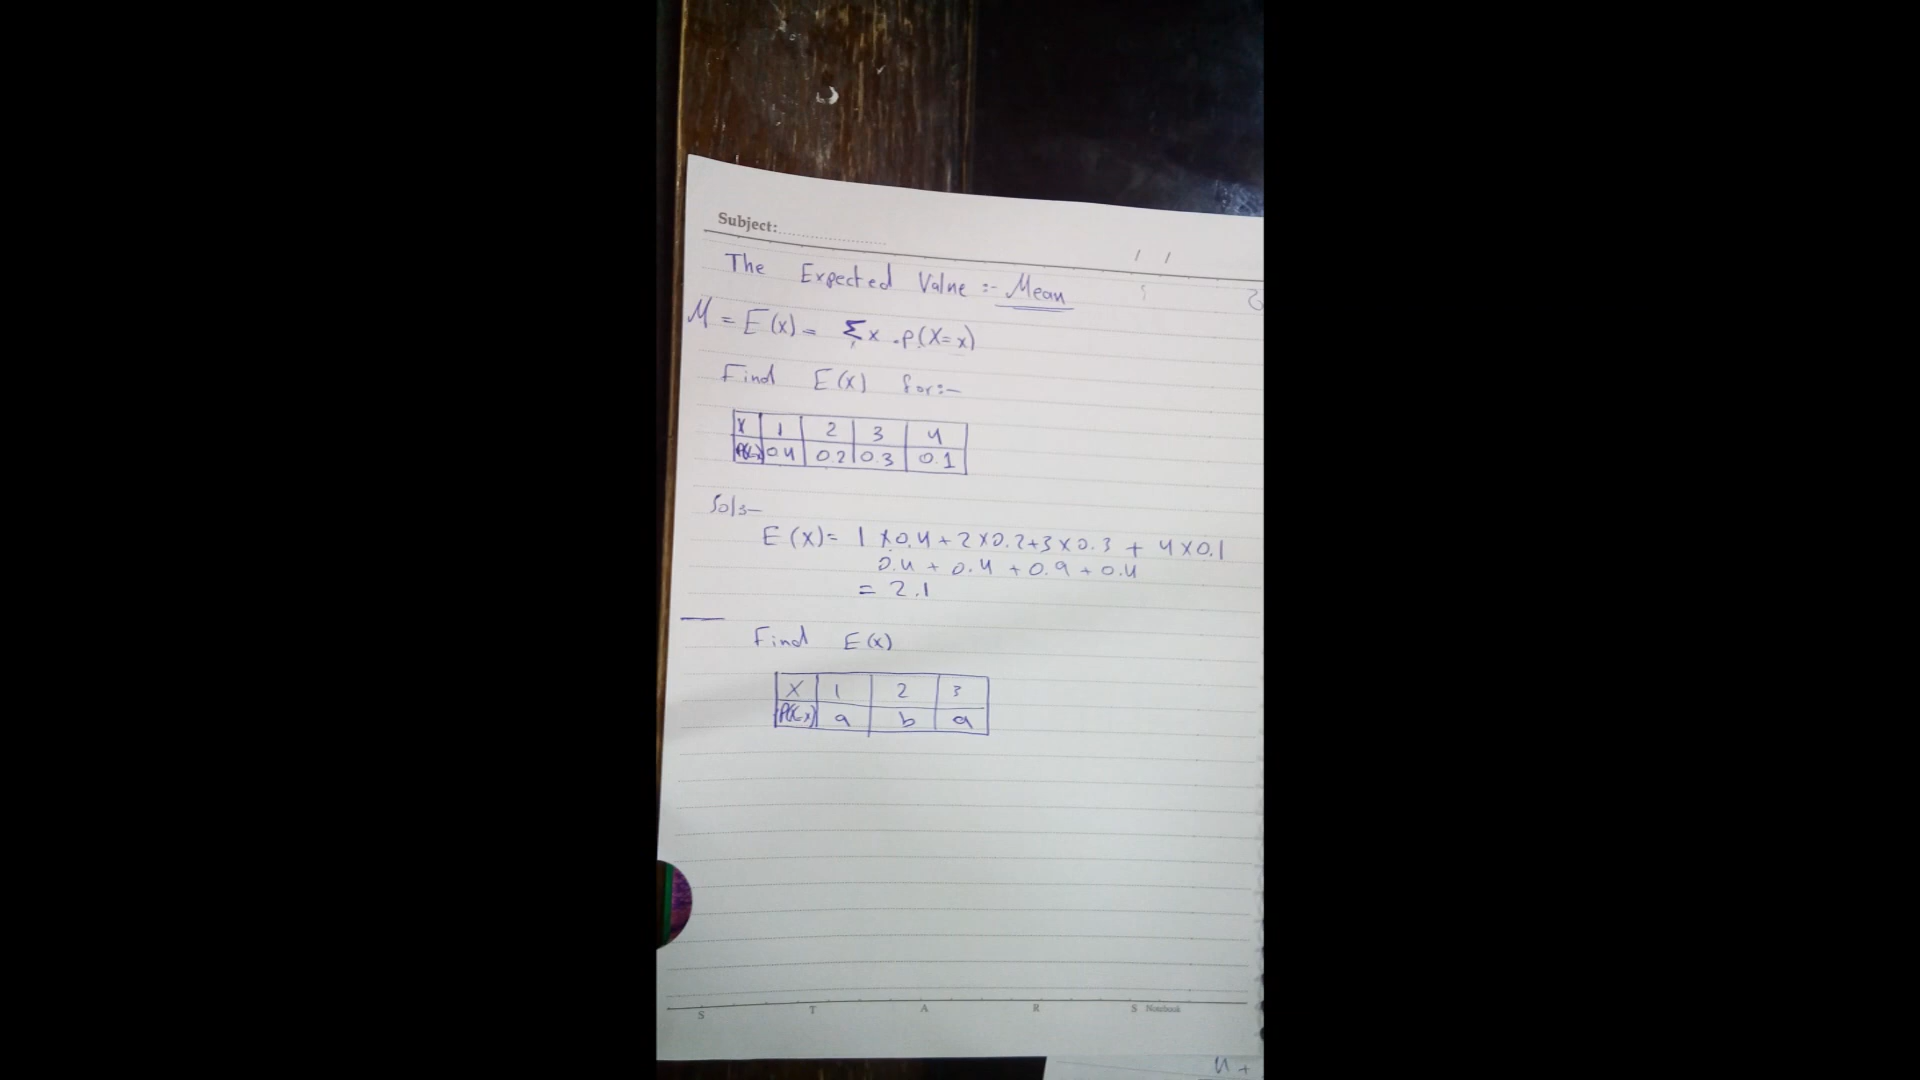 Subject:
The Expected Value :- Mean
M = E(x) = Σx .p(X=x)
Find E(x) for:-
X 1 2 3 4
P(X=x) 0.4 0.2 0.3 0.1
Sol:-
E(x)= 1×0.4+2×0.2+3×0.3 + 4×0.1
0.4 + 0.4 + 0.9 + 0.4
= 2.1
Find E(x)
X 1 2 3
P(X=x) a b a
S T A R S Notebook
4 +